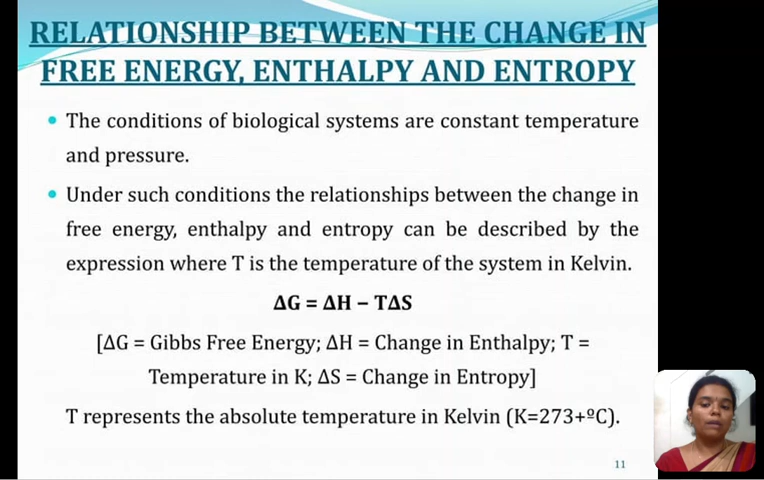 RELATIONSHIP BETWEEN THE CHANGE IN
FREE ENERGY, ENTHALPY AND ENTROPY
• The conditions of biological systems are constant temperature
and pressure.
• Under such conditions the relationships between the change in
free energy, enthalpy and entropy can be described by the
expression where T is the temperature of the system in Kelvin.
ΔG = ΔH – TΔS
[ΔG = Gibbs Free Energy; ΔH = Change in Enthalpy; T =
Temperature in K; ΔS = Change in Entropy]
T represents the absolute temperature in Kelvin (K=273+ºC).
11